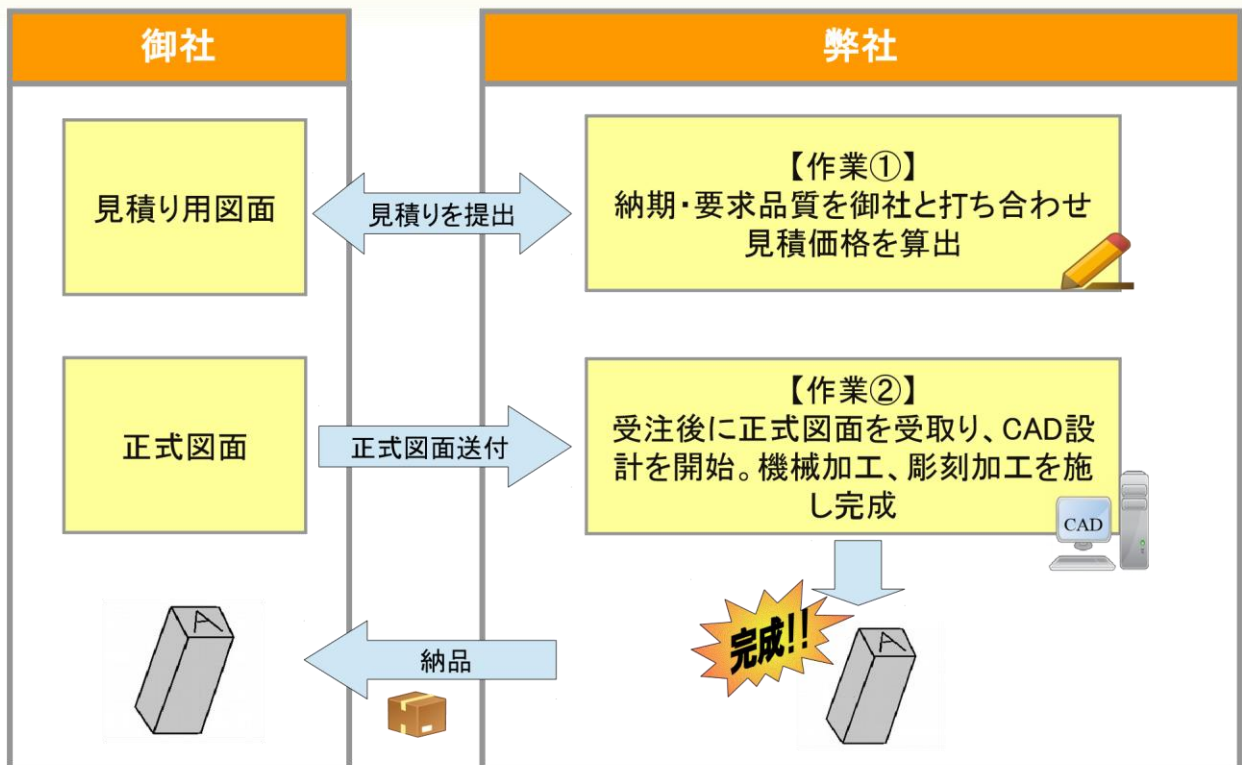 御社
弊社
見積り用図面
見積りを提出
【作業①】
納期・要求品質を御社と打ち合わせ
見積価格を算出
正式図面
正式図面送付
【作業②】
受注後に正式図面を受取り、CAD設
計を開始。機械加工、彫刻加工を施
し完成
CAD
完成!!
A
納品
A